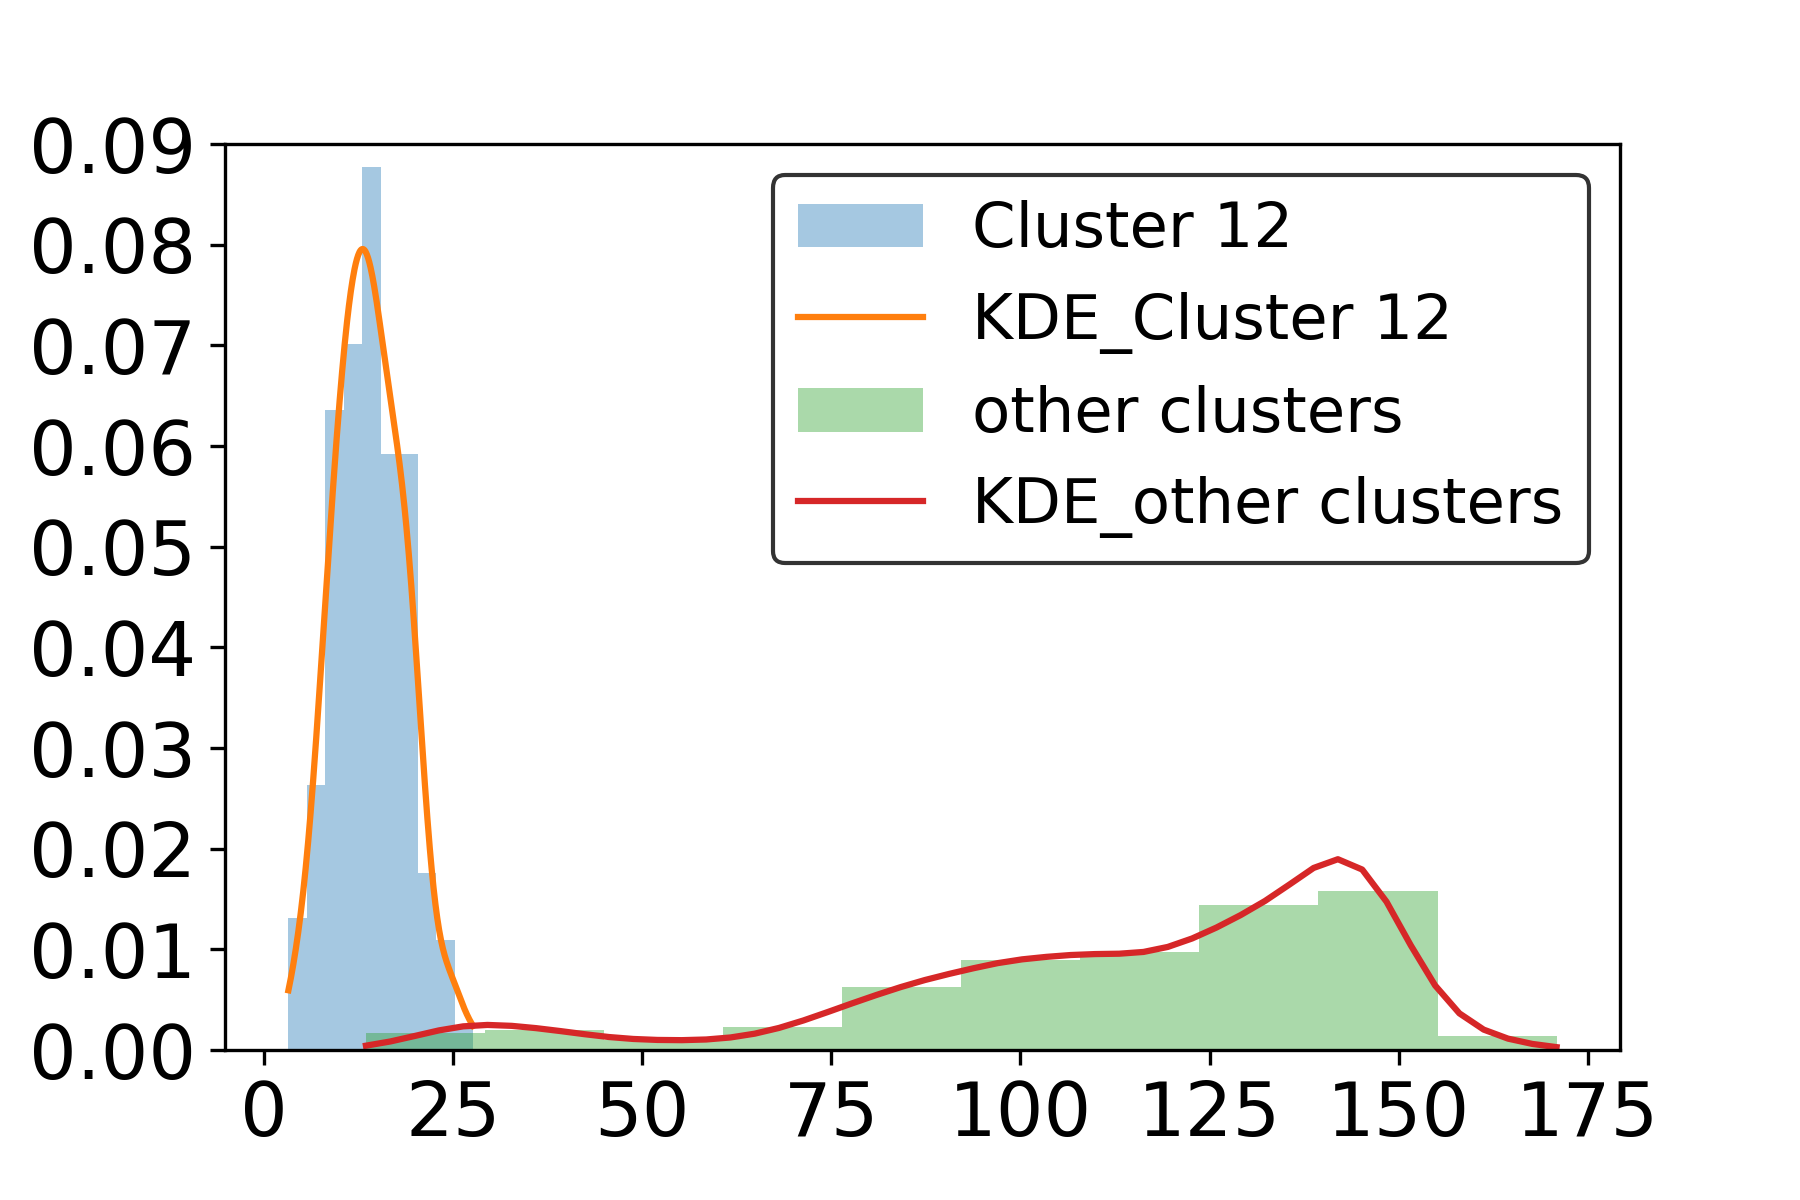 0.09
0.08
0.07
0.06
0.05
0.04
0.03
0.02
0.01
0.00
Cluster 12
KDE_Cluster 12
other clusters
KDE_other clusters
0 25 50 75 100 125 150 175